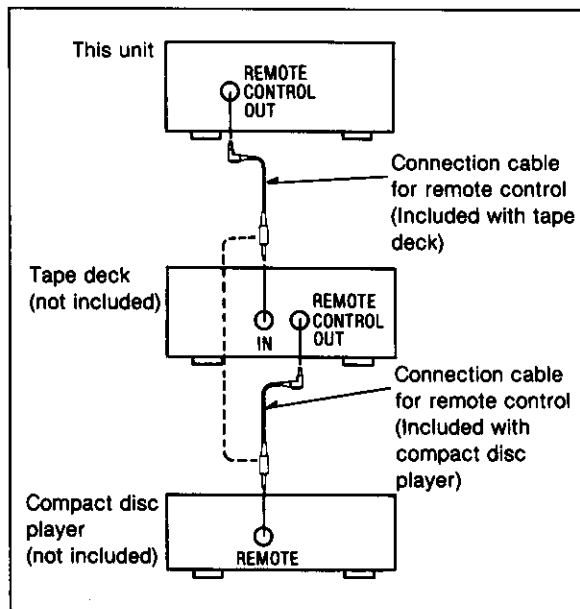 This unit
REMOTE
CONTROL
OUT
Connection cable
for remote control
(Included with tape
deck)
Tape deck
(not included)
IN
REMOTE
CONTROL
OUT
Connection cable
for remote control
(Included with
compact disc
player)
Compact disc
player
(not included)
REMOTE